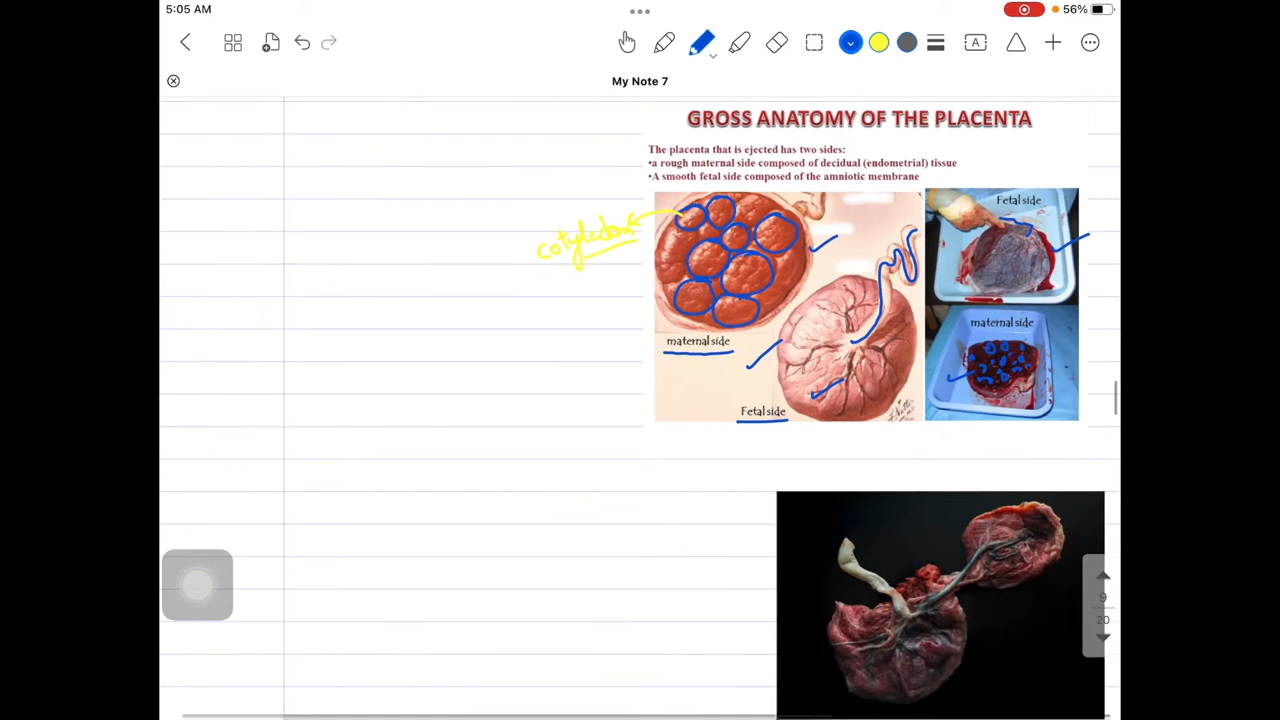 5:05 AM
56%
A
My Note 7
GROSS ANATOMY OF THE PLACENTA
The placenta that is ejected has two sides:
•a rough maternal side composed of decidual (endometrial) tissue
•A smooth fetal side composed of the amniotic membrane
cotyledons
Fetal side
maternal side
maternal side
Fetal side
9
20